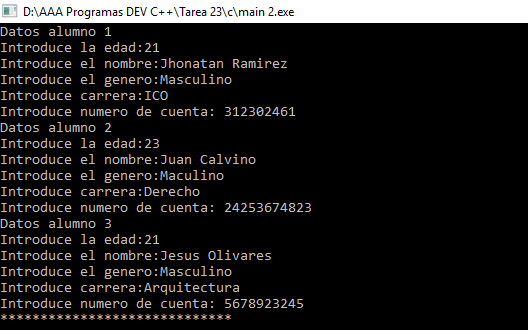 D:\AAA Programas DEV C++\Tarea 23\c\main 2.exe
Datos alumno 1
Introduce la edad:21
Introduce el nombre:Jhonatan Ramirez
Introduce el genero:Masculino
Introduce carrera:ICO
Introduce numero de cuenta: 312302461
Datos alumno 2
Introduce la edad:23
Introduce el nombre:Juan Calvino
Introduce el genero:Maculino
Introduce carrera:Derecho
Introduce numero de cuenta: 24253674823
Datos alumno 3
Introduce la edad:21
Introduce el nombre:Jesus Olivares
Introduce el genero:Masculino
Introduce carrera:Arquitectura
Introduce numero de cuenta: 5678923245
*****************************